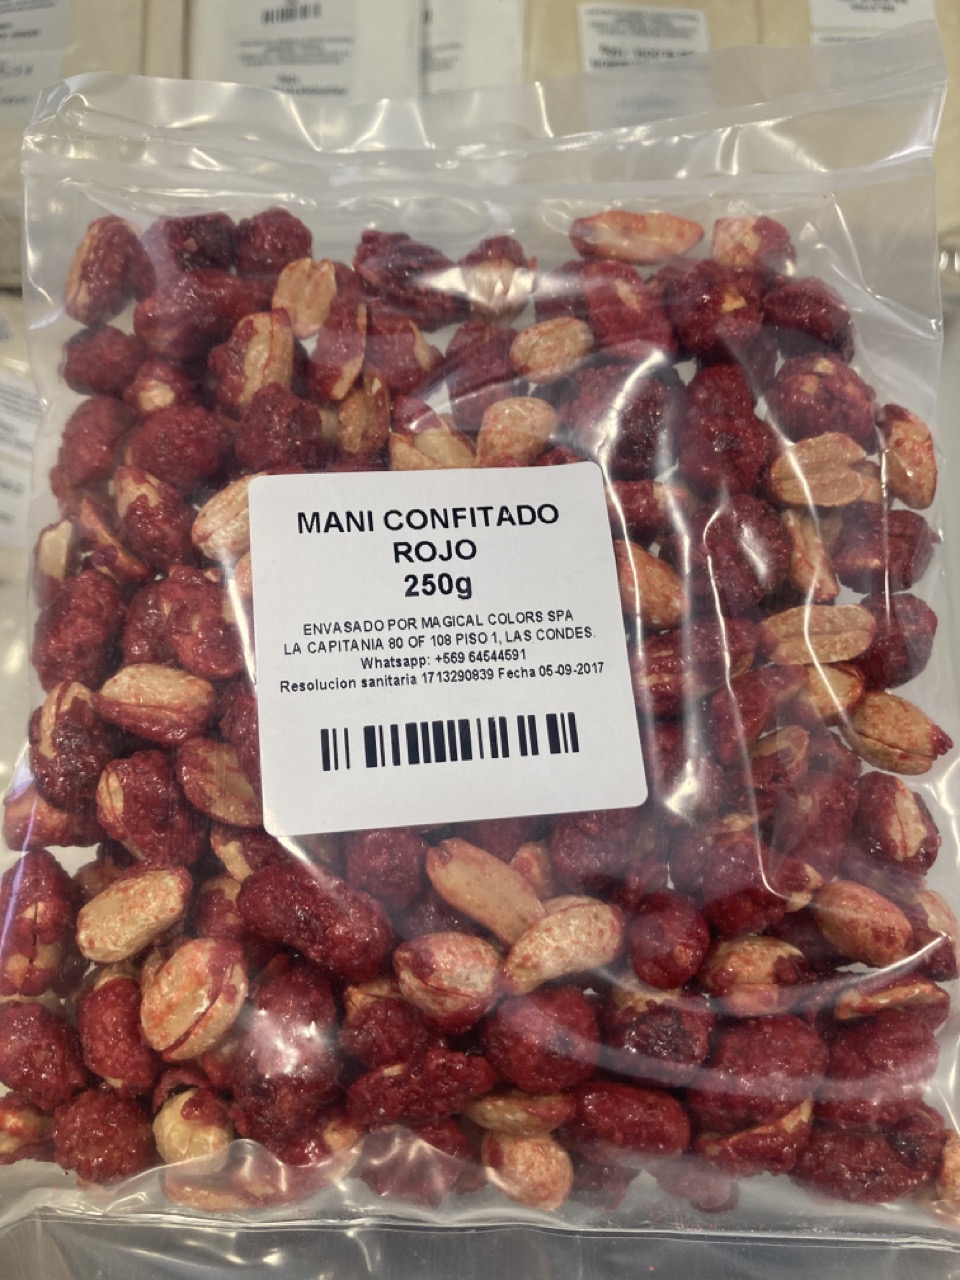 MANI CONFITADO
ROJO
250g
ENVASADO POR MAGICAL COLORS SPA
LA CAPITANIA 80 OF 108 PISO 1, LAS CONDES.
Whatsapp: +569 64544591
Resolucion sanitaria 1713290839 Fecha 05-09-2017